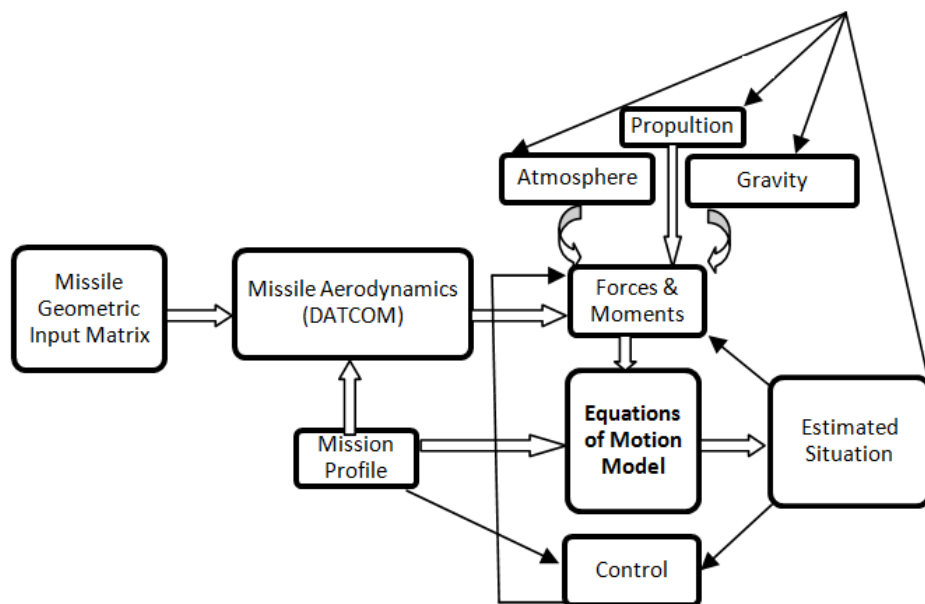 Propultion
Atmosphere
Gravity
Missile
Geometric
Input Matrix
Missile Aerodynamics
(DATCOM)
Forces &
Moments
Mission
Profile
Equations
of Motion
Model
Estimated
Situation
Control